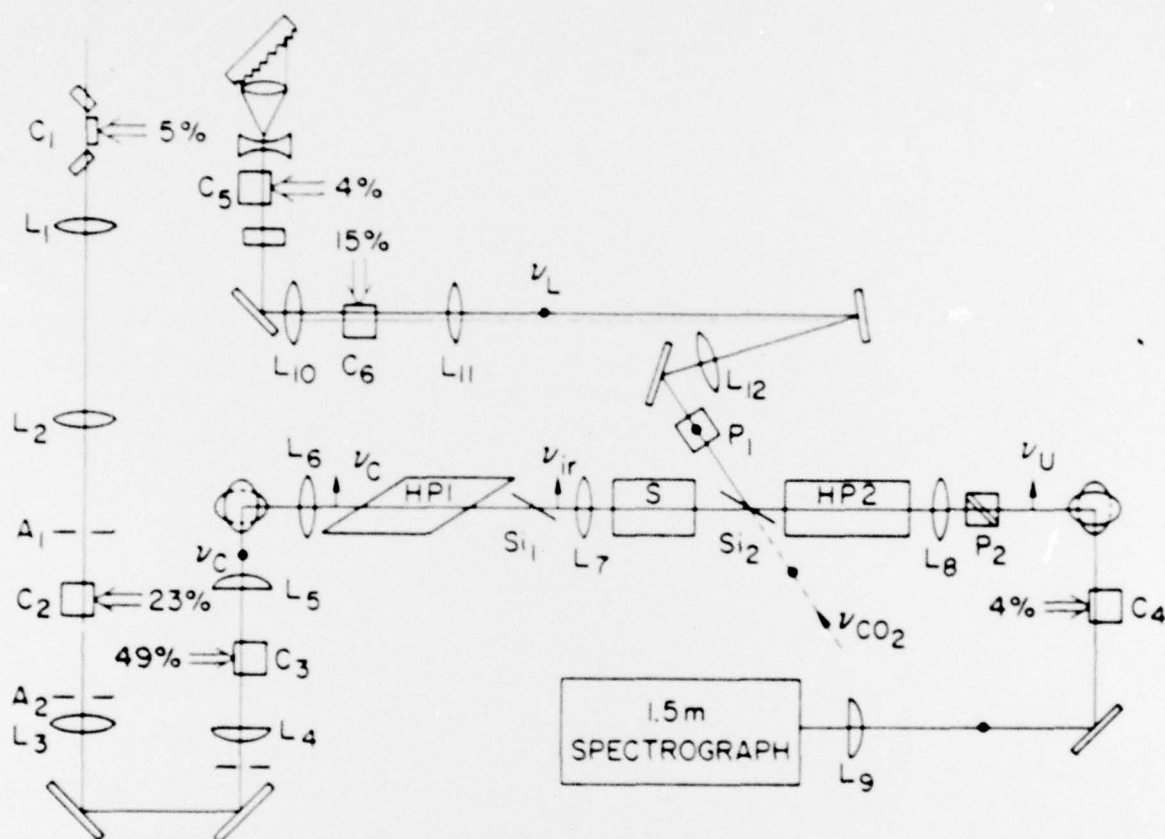 C1
5%
L1
C5
4%
15%
νL
L10
C6
L11
L12
L2
P1
L6
νC
HP1
νir
S
HP2
νU
A1
Si1
L7
Si2
L8
P2
νC
C2
23%
L5
4%
C4
νCO2
49%
C3
A2
L3
L4
1.5m
SPECTROGRAPH
L9